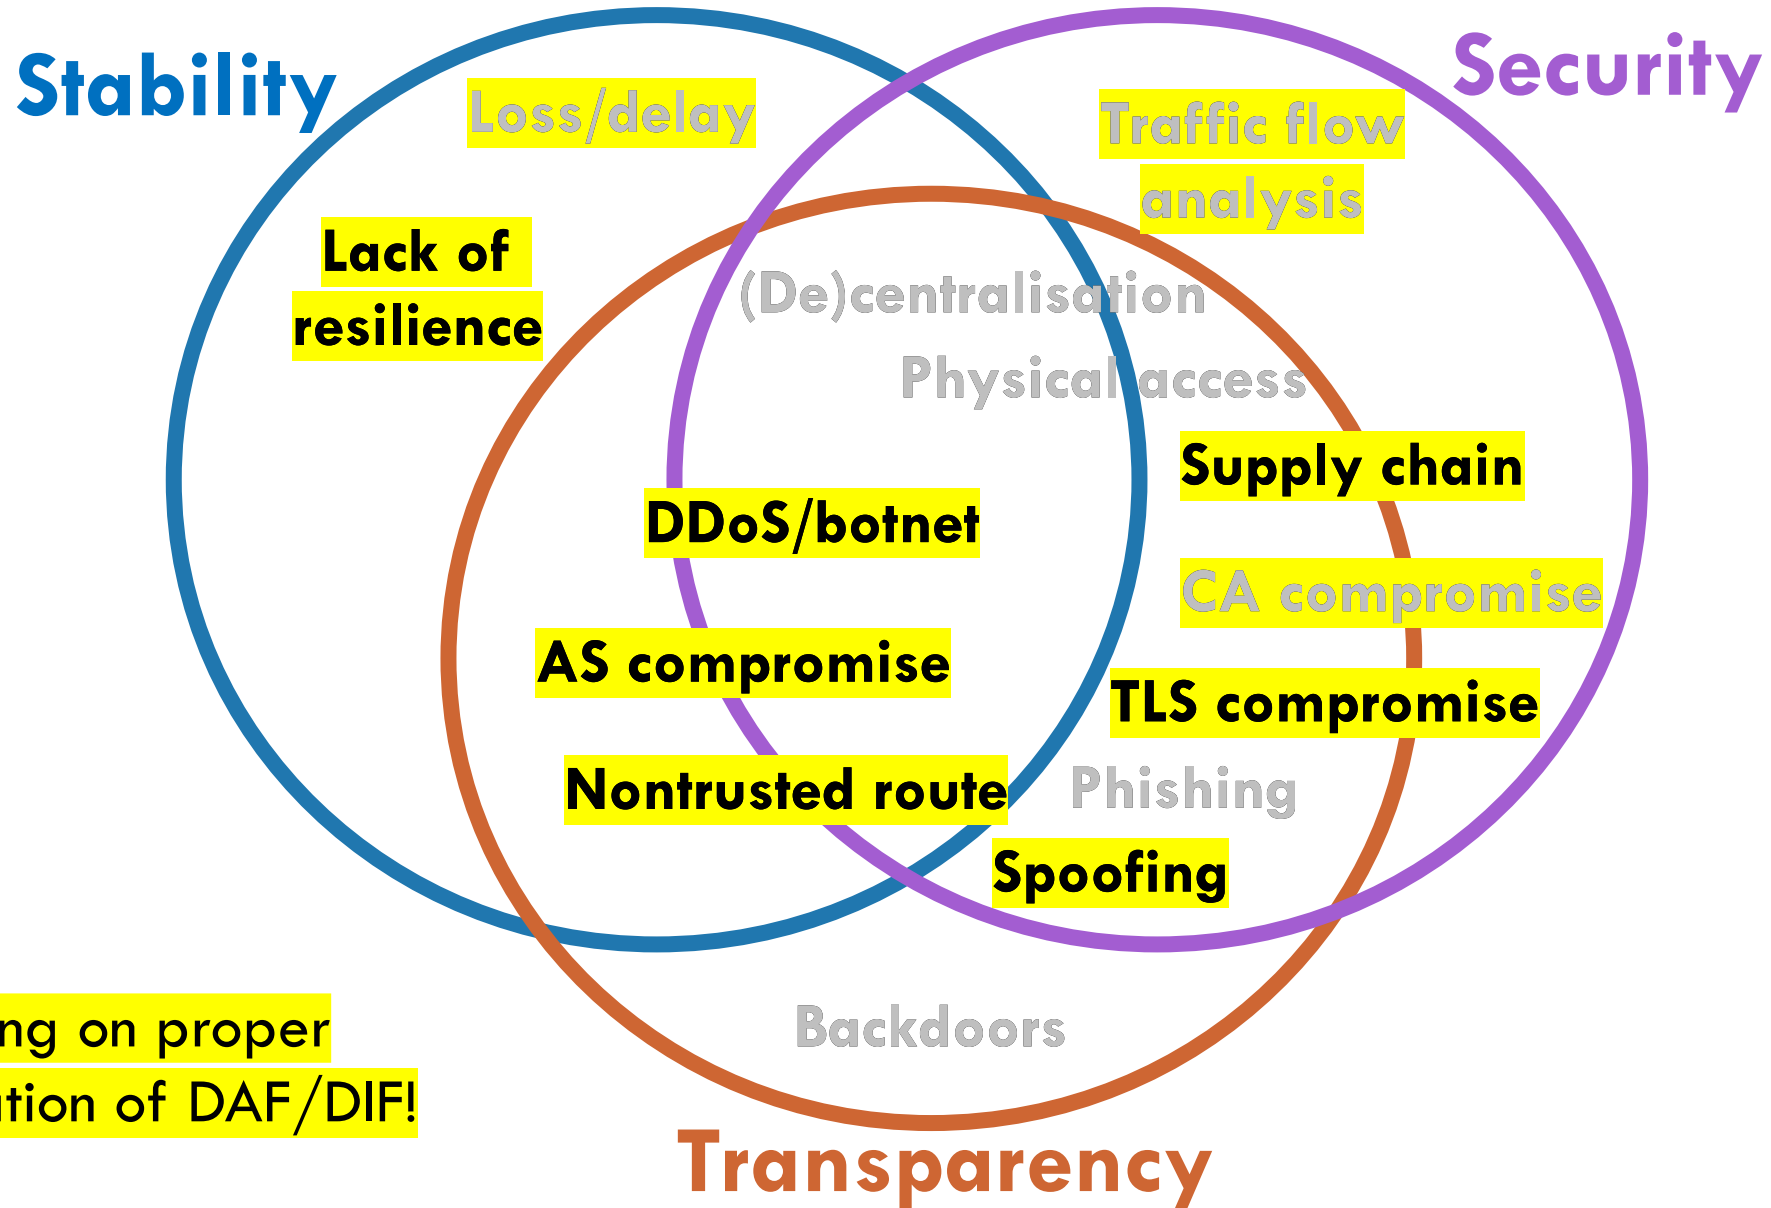 Stability
Security
Loss/delay
Traffic flow
analysis
Lack of
resilience
(De)centralisation
Physical access
Supply chain
DDoS/botnet
CA compromise
AS compromise
TLS compromise
Nontrusted route
Phishing
Spoofing
Backdoors
ng on proper
ation of DAF/DIF!
Transparency